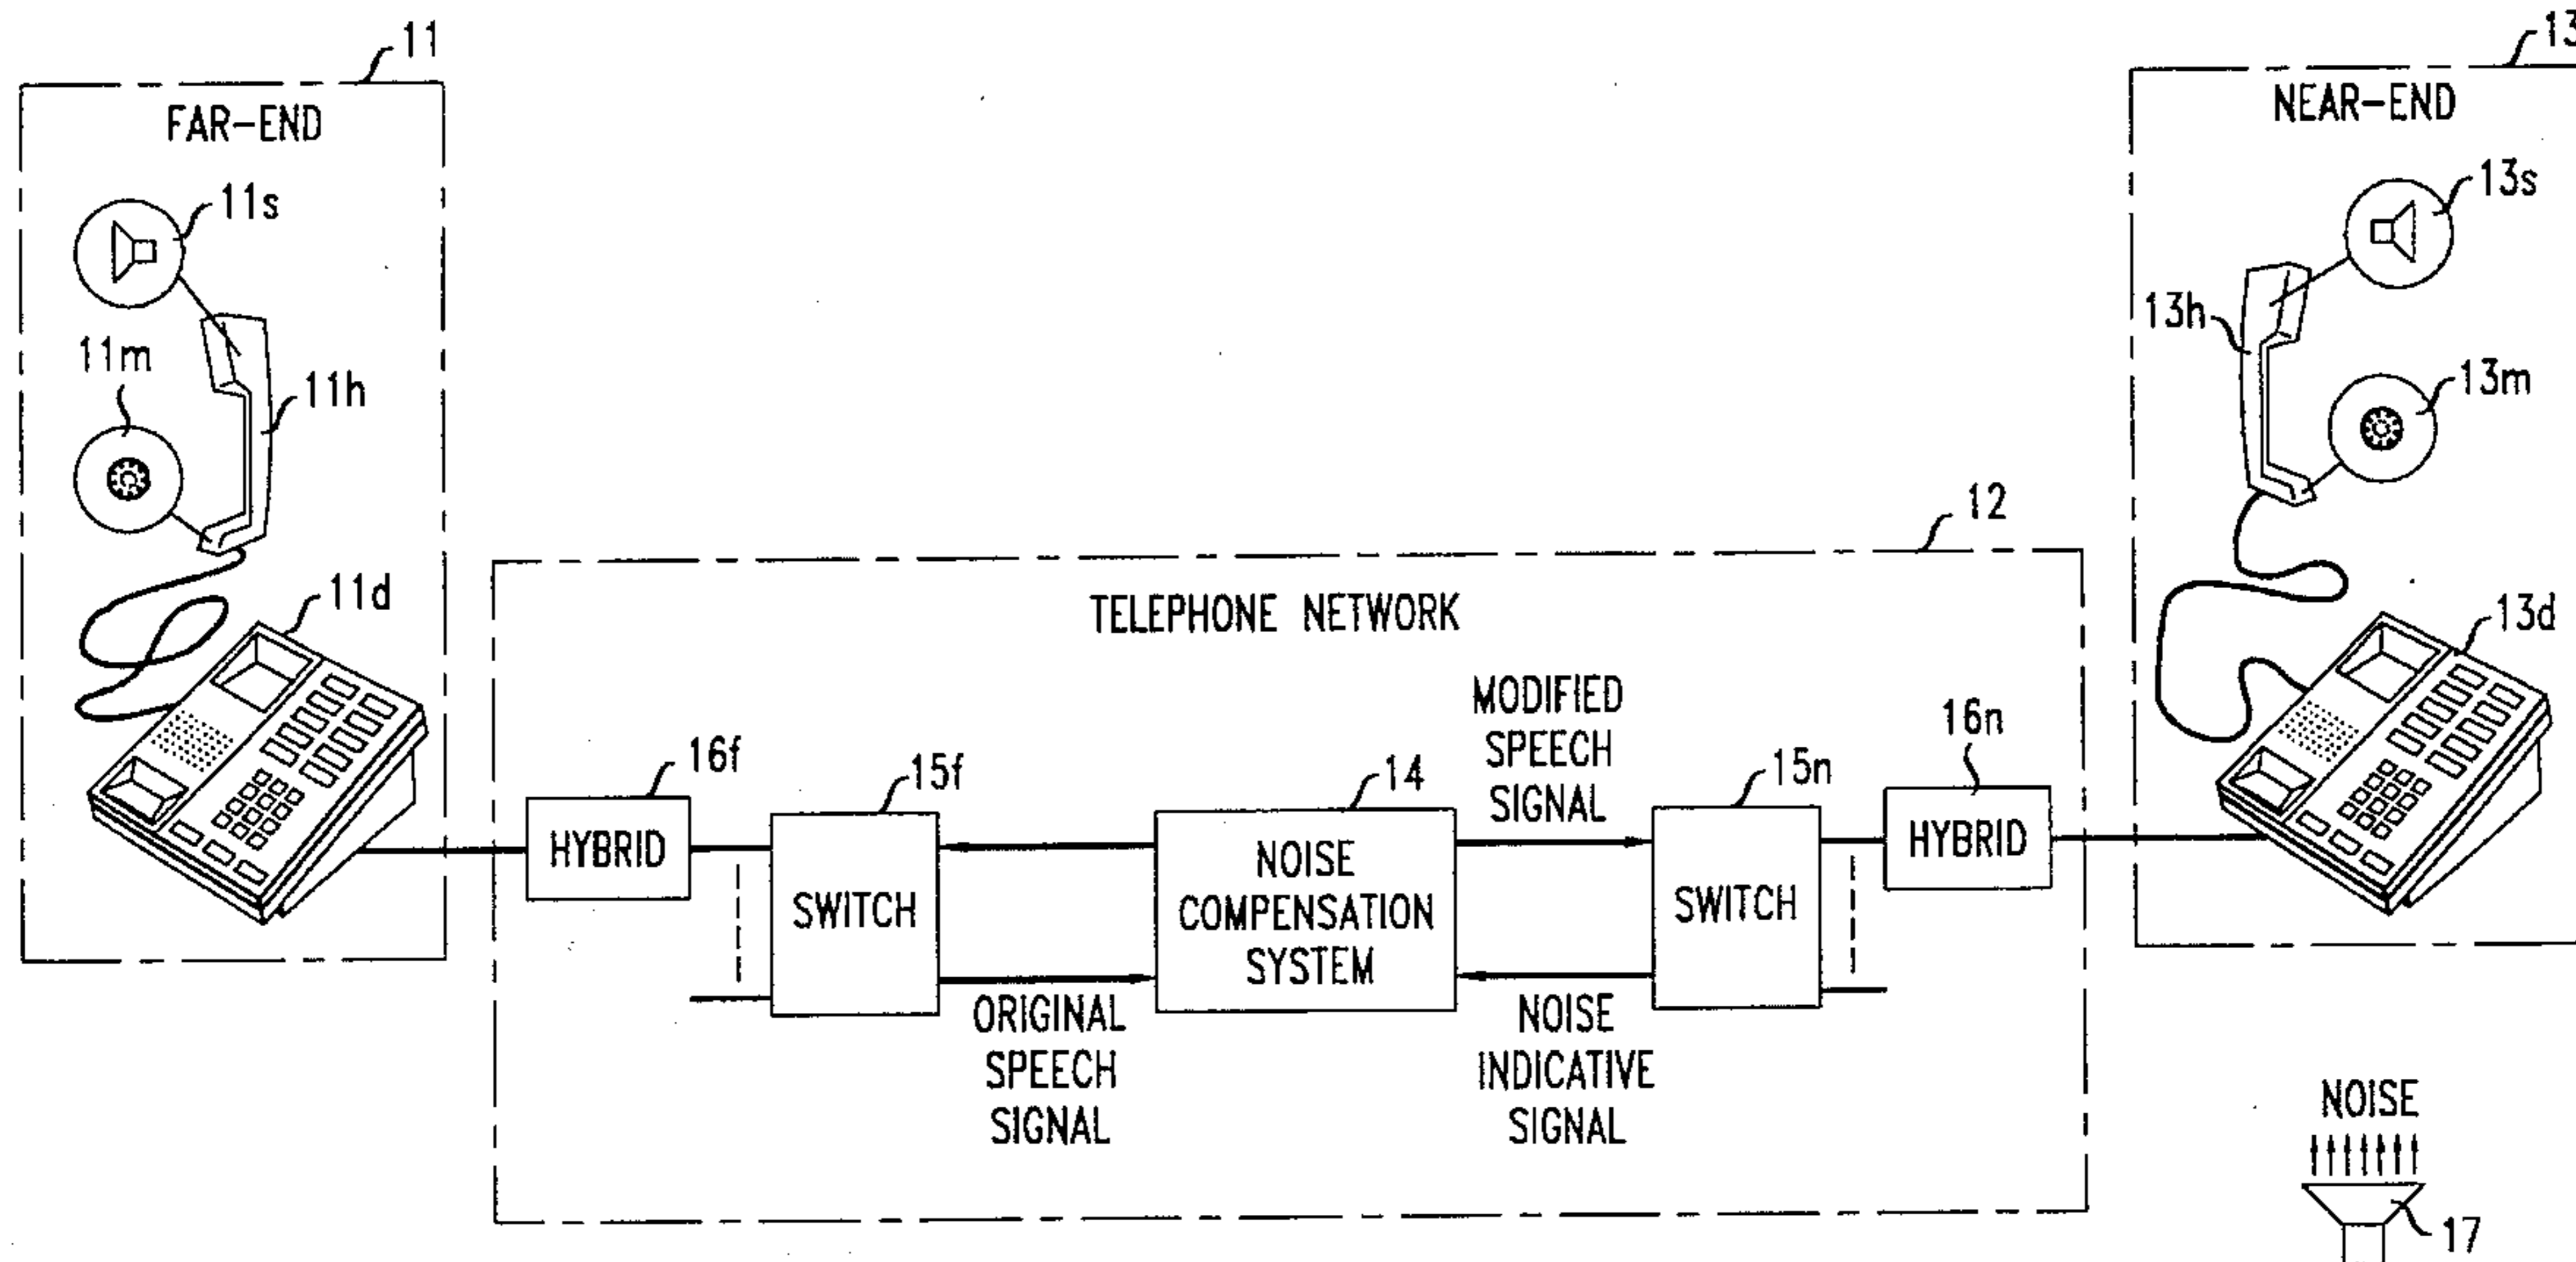 11
FAR-END
11s
11m
11h
11d
13
NEAR-END
13s
13h
13m
13d
12
TELEPHONE NETWORK
16f
HYBRID
15f
SWITCH
14
NOISE
COMPENSATION
SYSTEM
MODIFIED
SPEECH
SIGNAL
15n
SWITCH
16n
HYBRID
ORIGINAL
SPEECH
SIGNAL
NOISE
INDICATIVE
SIGNAL
NOISE
17